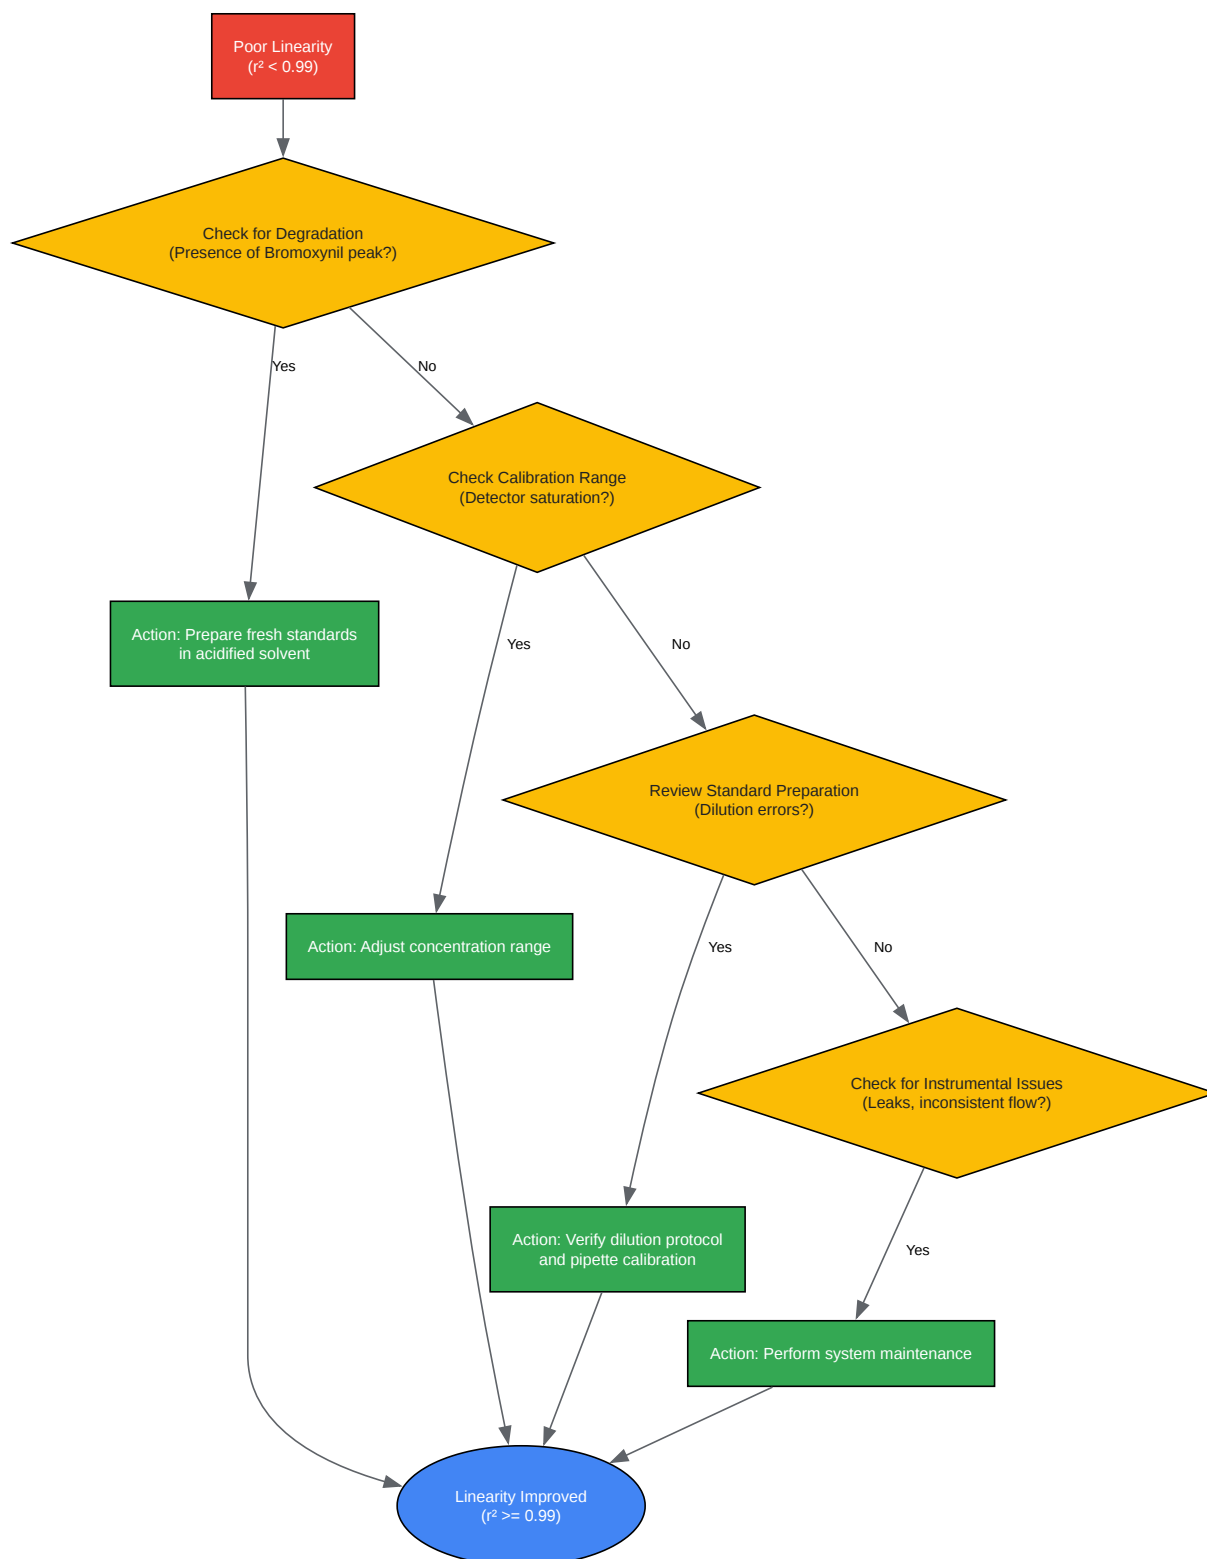 Poor Linearity
(r² < 0.99)
Check for Degradation
(Presence of Bromoxynil peak?)
Yes
No
Check Calibration Range
(Detector saturation?)
Action: Prepare fresh standards
in acidified solvent
Yes
No
Review Standard Preparation
(Dilution errors?)
Action: Adjust concentration range
Yes
No
Check for Instrumental Issues
(Leaks, inconsistent flow?)
Action: Verify dilution protocol
and pipette calibration
Yes
Action: Perform system maintenance
Linearity Improved
(r² >= 0.99)